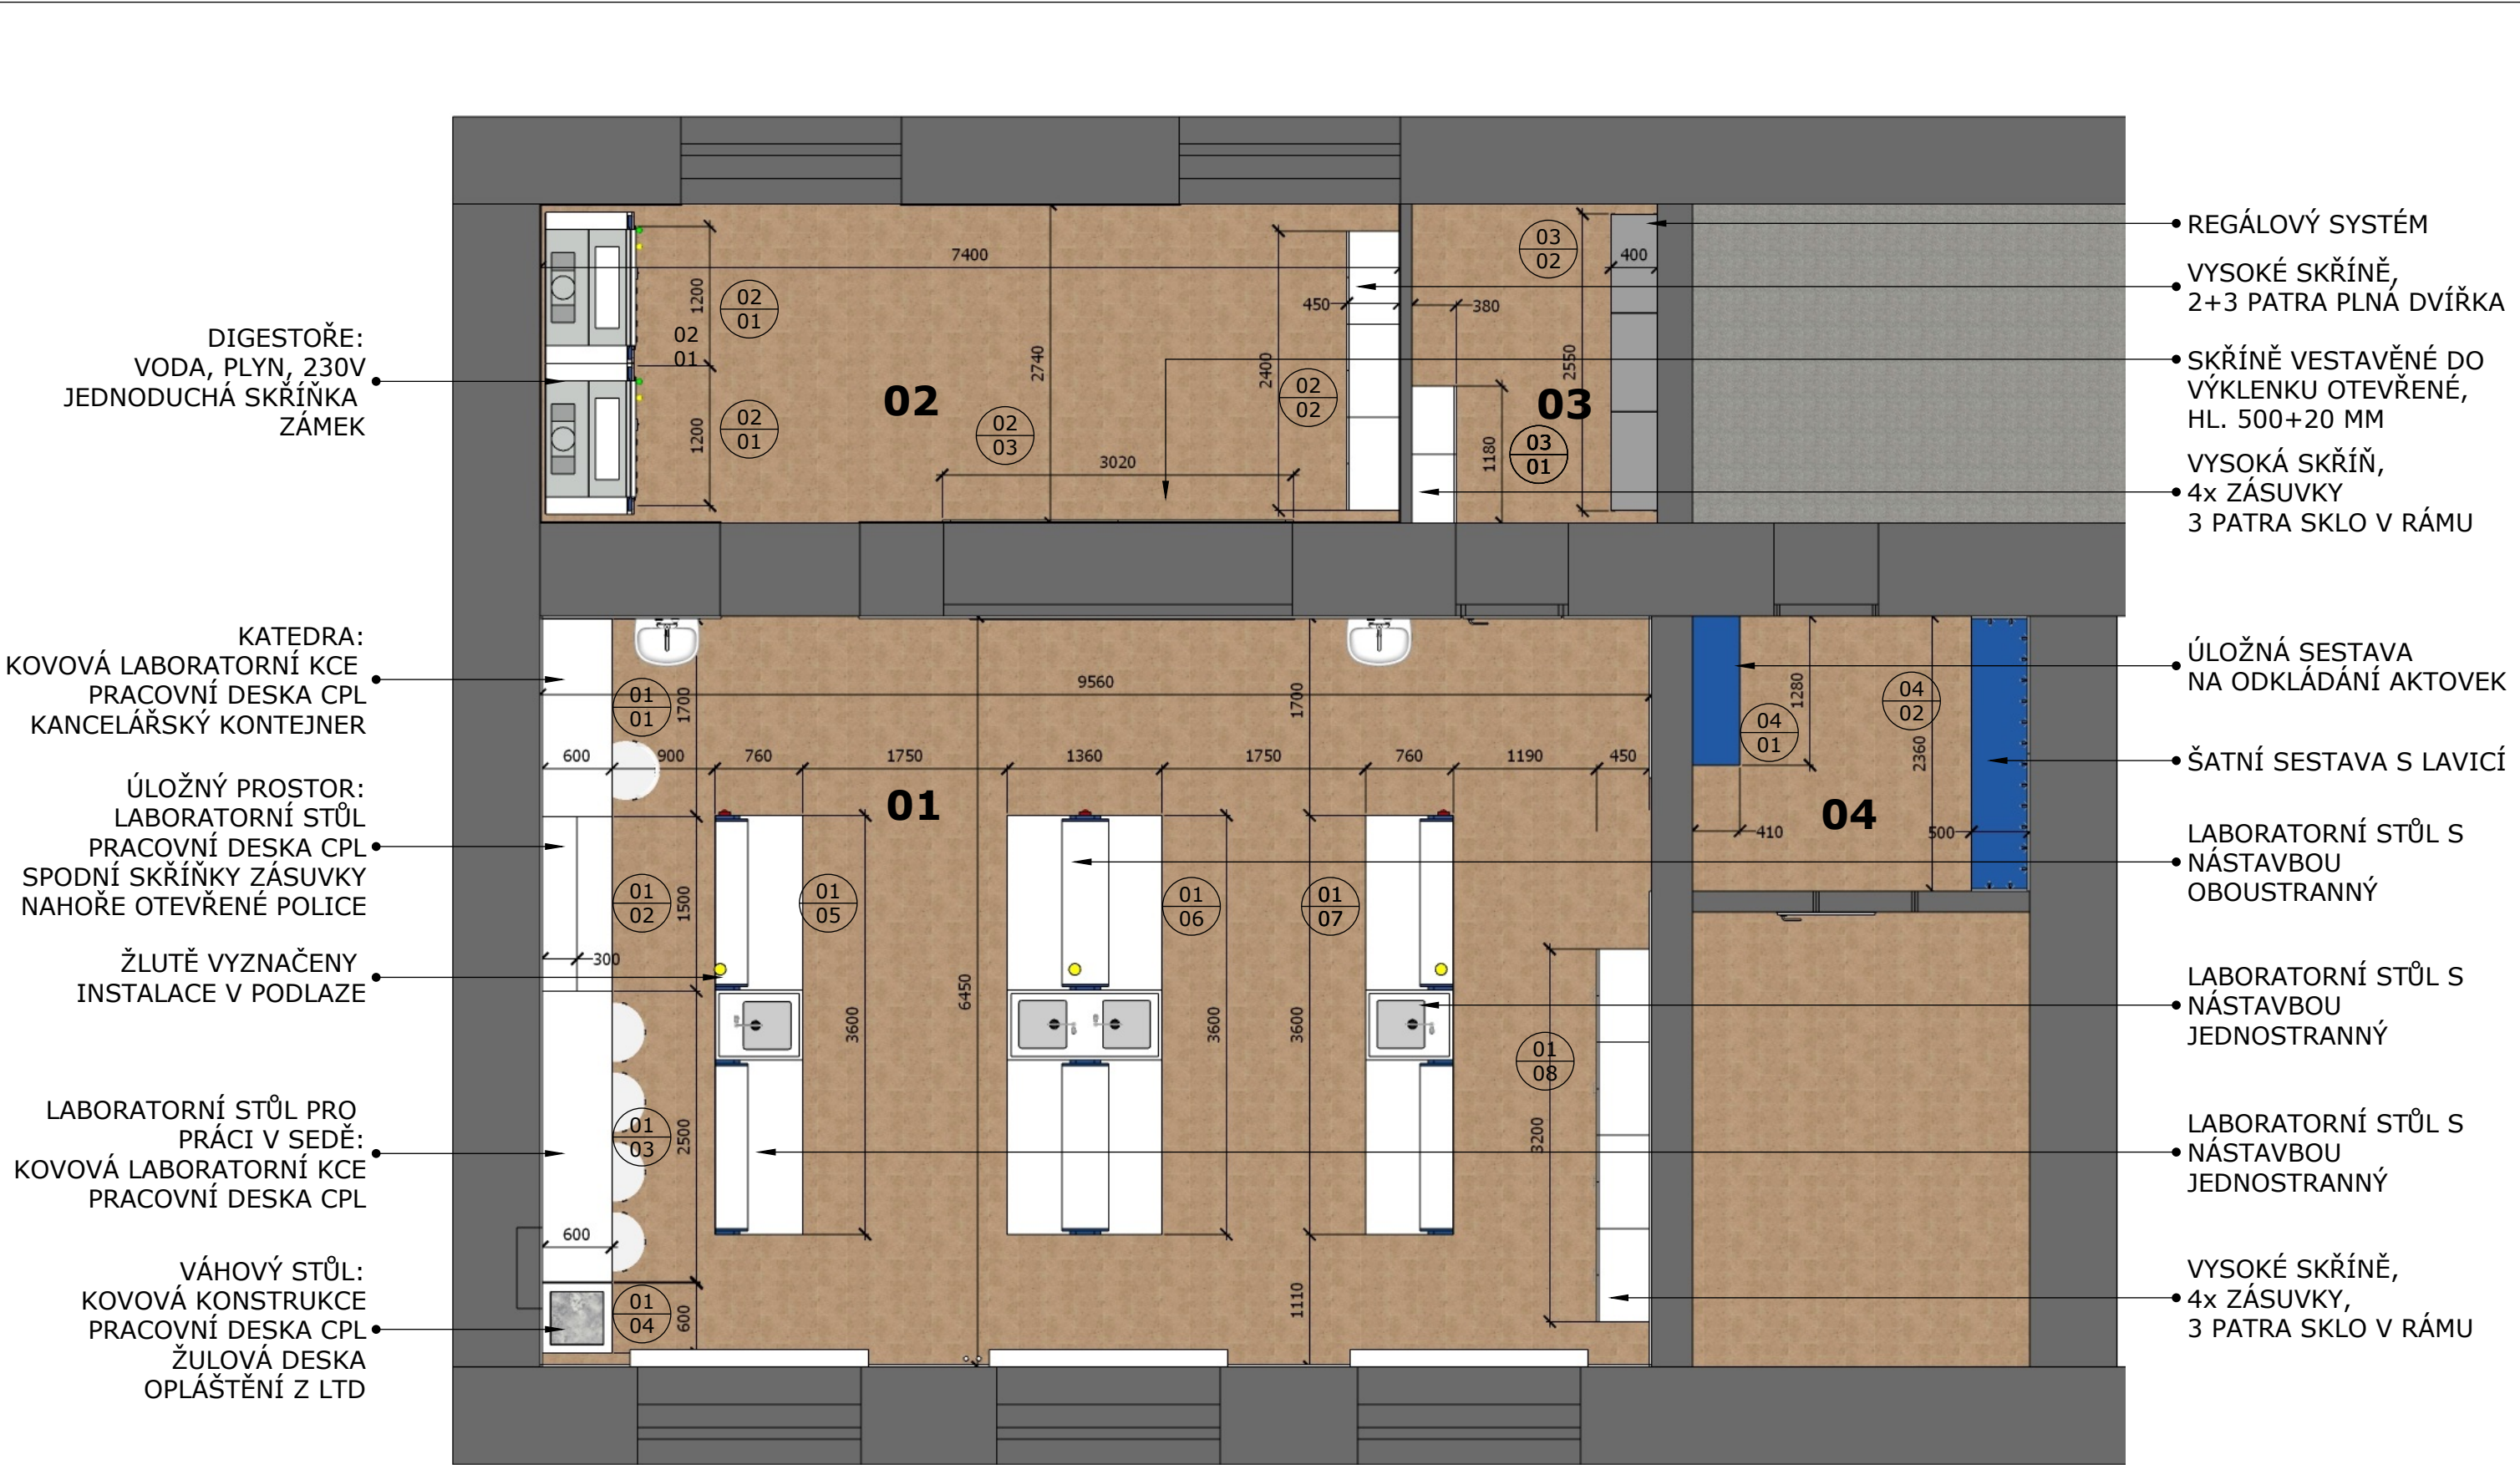 DIGESTOŘE:
VODA, PLYN, 230V
JEDNODUCHÁ SKŘÍŇKA
ZÁMEK
KATEDRA:
KOVOVÁ LABORATORNÍ KCE
PRACOVNÍ DESKA CPL
KANCELÁŘSKÝ KONTEJNER
ÚLOŽNÝ PROSTOR:
LABORATORNÍ STŮL
PRACOVNÍ DESKA CPL
SPODNÍ SKŘÍŇKY ZÁSUVKY
NAHOŘE OTEVŘENÉ POLICE
ŽLUTĚ VYZNAČENY
INSTALACE V PODLAZE
LABORATORNÍ STŮL PRO
PRÁCI V SEDĚ:
KOVOVÁ LABORATORNÍ KCE
PRACOVNÍ DESKA CPL
VÁHOVÝ STŮL:
KOVOVÁ KONSTRUKCE
PRACOVNÍ DESKA CPL
ŽULOVÁ DESKA
OPLÁŠTĚNÍ Z LTD
7400
1200
02
01
02
01
1200
02
01
02
2740
02
03
3020
450
2400
02
02
380
03
02
400
2550
03
03
01
1180
9560
01
01
1700
1700
600
900
760
1750
1360
1750
760
1190
450
01
01
02
1500
300
01
05
01
06
01
07
6450
3600
3600
3600
01
08
3200
01
03
2500
600
01
04
600
1110
1280
04
01
04
02
2360
410
04
500
REGÁLOVÝ SYSTÉM
VYSOKÉ SKŘÍNĚ,
2+3 PATRA PLNÁ DVÍŘKA
SKŘÍNĚ VESTAVĚNÉ DO
VÝKLENKU OTEVŘENÉ,
HL. 500+20 MM
VYSOKÁ SKŘÍŇ,
4x ZÁSUVKY
3 PATRA SKLO V RÁMU
ÚLOŽNÁ SESTAVA
NA ODKLÁDÁNÍ AKTOVEK
ŠATNÍ SESTAVA S LAVICÍ
LABORATORNÍ STŮL S
NÁSTAVBOU
OBOUSTRANNÝ
LABORATORNÍ STŮL S
NÁSTAVBOU
JEDNOSTRANNÝ
LABORATORNÍ STŮL S
NÁSTAVBOU
JEDNOSTRANNÝ
VYSOKÉ SKŘÍNĚ,
4x ZÁSUVKY,
3 PATRA SKLO V RÁMU